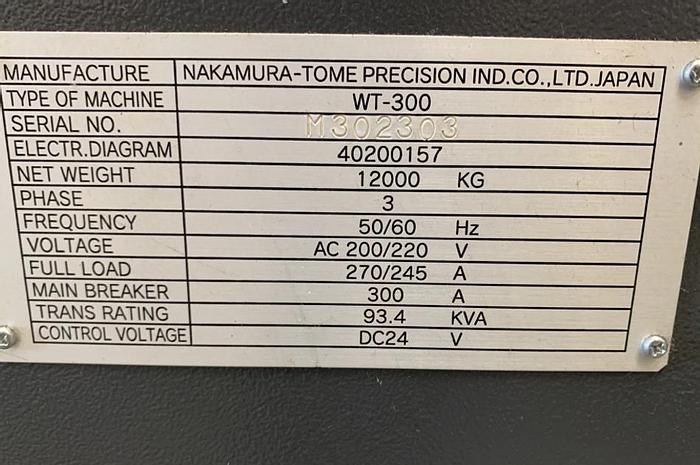 MANUFACTURE NAKAMURA-TOME PRECISION IND.CO.,LTD.JAPAN
TYPE OF MACHINE WT-300
SERIAL NO. M302303
ELECTR.DIAGRAM 40200157
NET WEIGHT 12000 KG
PHASE 3
FREQUENCY 50/60 Hz
VOLTAGE AC 200/220 V
FULL LOAD 270/245 A
MAIN BREAKER 300 A
TRANS RATING 93.4 KVA
CONTROL VOLTAGE DC24 V